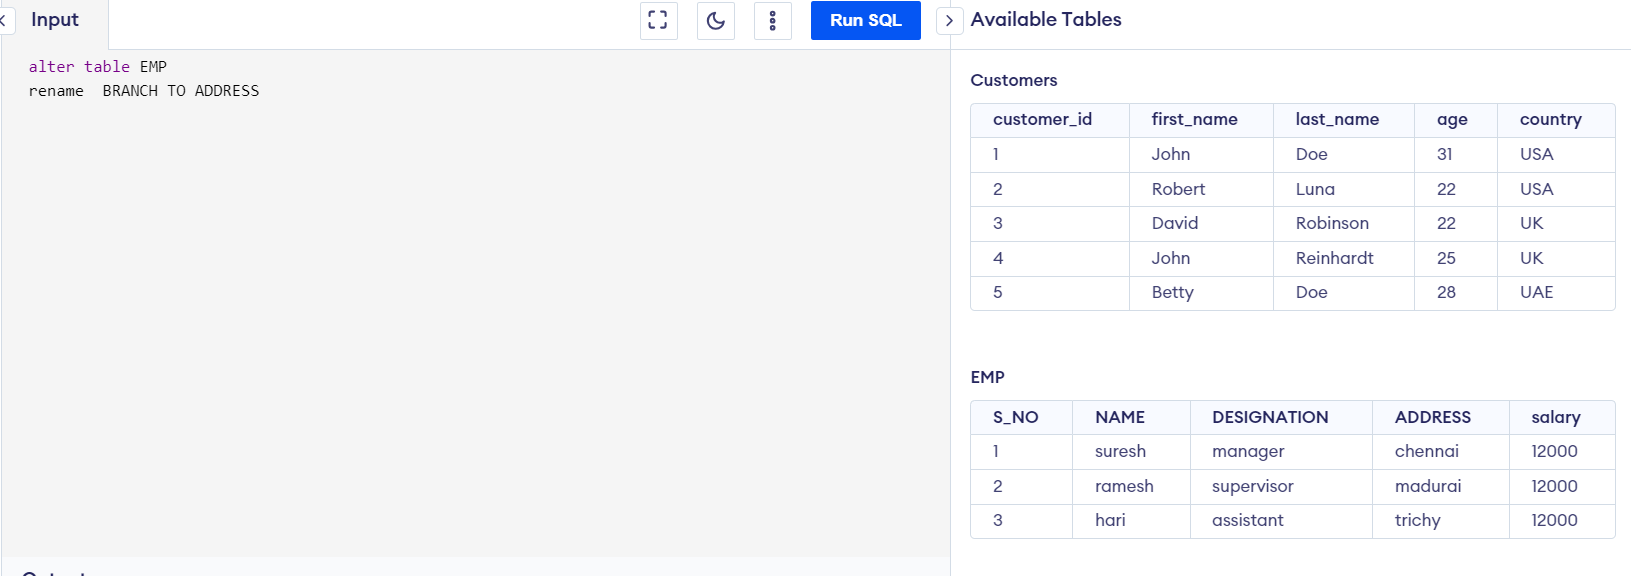 Input
Run SQL
Available Tables
alter table EMP
rename  BRANCH TO ADDRESS
Customers
customer_id first_name last_name age country
1 John Doe 31 USA
2 Robert Luna 22 USA
3 David Robinson 22 UK
4 John Reinhardt 25 UK
5 Betty Doe 28 UAE
EMP
S_NO NAME DESIGNATION ADDRESS salary
1 suresh manager chennai 12000
2 ramesh supervisor madurai 12000
3 hari assistant trichy 12000